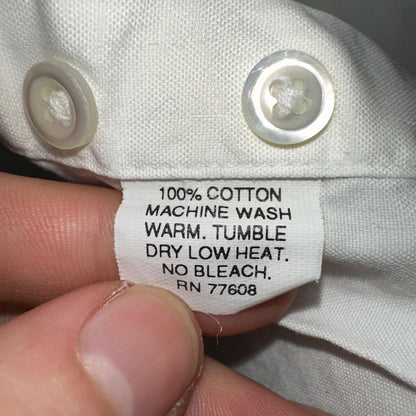 100% COTTON
MACHINE WASH
WARM. TUMBLE
DRY LOW HEAT.
NO BLEACH.
RN 77608